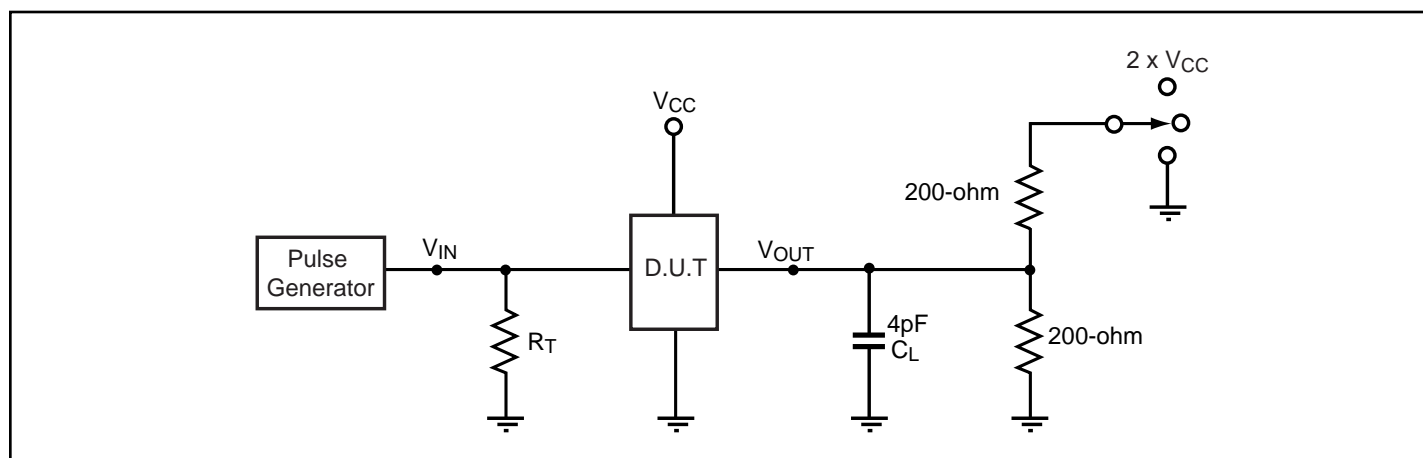 2 x VCC
VCC
200-ohm
Pulse
Generator
VIN
D.U.T
VOUT
RT
4pF
CL
200-ohm